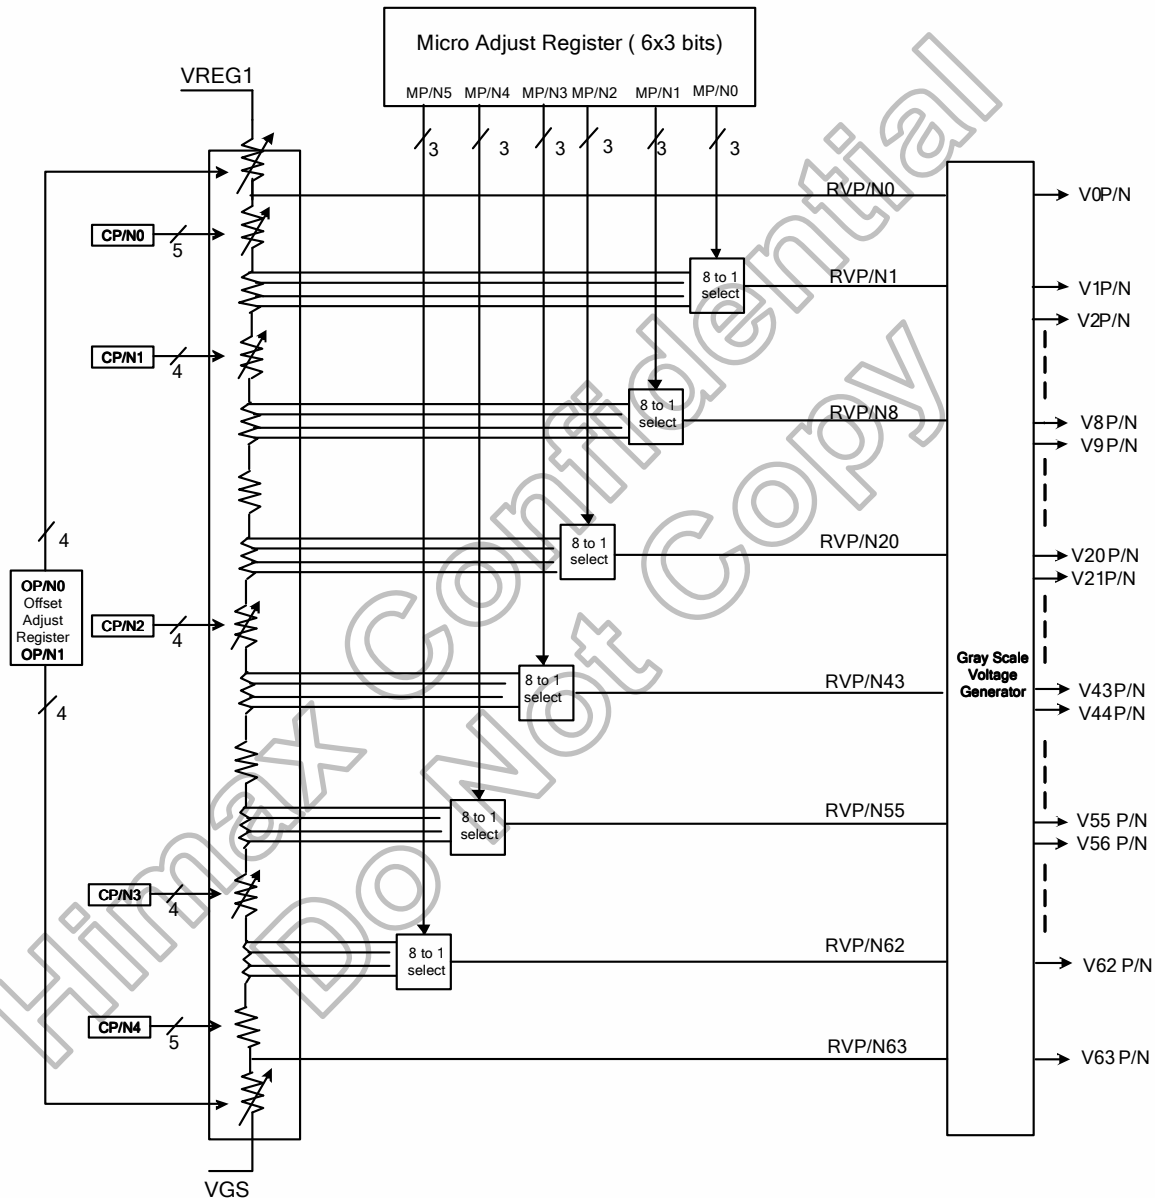 Micro Adjust Register ( 6x3 bits)
MP/N5 MP/N4 MP/N3 MP/N2 MP/N1 MP/N0
VREG1
3 3 3 3 3 3
RVP/N0
V0P/N
CP/N0
5
8 to 1
select
RVP/N1
V1P/N
V2P/N
CP/N1
4
8 to 1
select
RVP/N8
V8P/N
V9P/N
4
8 to 1
select
RVP/N20
V20P/N
V21P/N
OP/N0
Offset
Adjust
Register
OP/N1
CP/N2
4
Gray Scale
Voltage
Generator
8 to 1
select
RVP/N43
V43P/N
V44P/N
4
8 to 1
select
RVP/N55
V55 P/N
V56 P/N
CP/N3
4
8 to 1
select
RVP/N62
V62 P/N
CP/N4
5
RVP/N63
V63 P/N
VGS
Himax Confidential
Do Not Copy